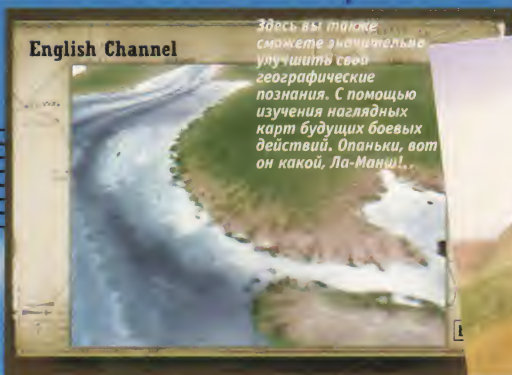 English Channel
Здесь вы также
сможете значительно
улучшить свои
географические
познания. С помощью
изучения наглядных
карт будущих боевых
действий. Опаньки, вот
он какой, Ла-Манш!..